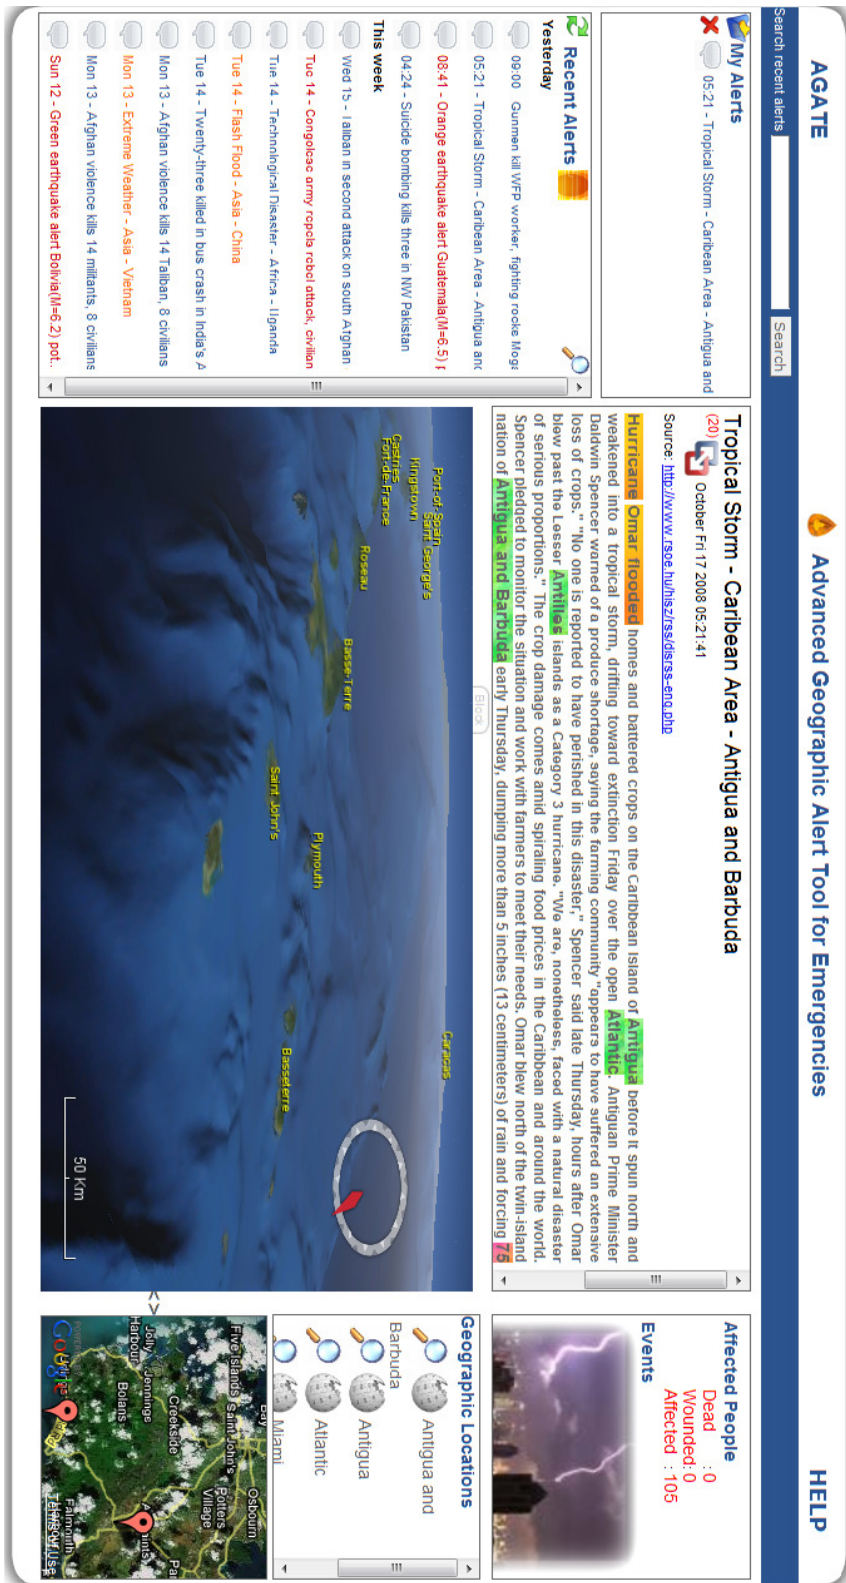 AGATE
Advanced Geographic Alert Tool for Emergencies
HELP
Search recent alerts
Search
My Alerts
05:21 - Tropical Storm - Caribean Area - Antigua and
Recent Alerts
Yesterday
09:00 Gunmen kill WFP worker, fighting rocks Moga
05:21 - Tropical Storm - Caribean Area - Antigua and
08:41 - Orange earthquake alert Guatemala(M=6.5) p
04:24 - Suicide bombing kills three in NW Pakistan
This week
Wed 15 - Taliban in second attack on south Afghan
Tue 14 - Congolese army repels rebel attack, civilian
Tue 14 - Technological Disaster - Africa - Uganda
Tue 14 - Flash Flood - Asia - China
Tue 14 - Twenty-three killed in bus crash in India's A
Mon 13 - Afghan violence kills 14 Taliban, 8 civilians
Mon 13 - Extreme Weather - Asia - Vietnam
Mon 13 - Afghan violence kills 14 militants, 8 civilians
Sun 12 - Green earthquake alert Bolivia(M=6.2) pot..
Tropical Storm - Caribean Area - Antigua and Barbuda
(20) October Fri 17 2008 05:21:41
Source: http://www.rsoe.hu/hisz/rss/disrss-eng.php
Hurricane Omar flooded homes and battered crops on the Caribbean island of Antigua before it spun north and
weakened into a tropical storm, drifting toward extinction Friday over the open Atlantic. Antiguan Prime Minister
Baldwin Spencer warned of a produce shortage, saying the farming community "appears to have suffered an extensive
loss of crops." "No one is reported to have perished in this disaster," Spencer said late Thursday, hours after Omar
blew past the Lesser Antilles islands as a Category 3 hurricane. "We are, nonetheless, faced with a natural disaster
of serious proportions." The crop damage comes amid spiraling food prices in the Caribbean and around the world.
Spencer pledged to monitor the situation and work with farmers to meet their needs. Omar blew north of the twin-island
nation of Antigua and Barbuda early Thursday, dumping more than 5 inches (13 centimeters) of rain and forcing 75
Block
Port-of-Spain
Saint George's
Kingstown
Castries
Fort-de-France
Roseau
Basse-Terre
Plymouth
Saint John's
Caracas
Basseterre
50 Km
< >
Affected People
Dead : 0
Wounded: 0
Affected : 105
Events
Geographic Locations
Antigua and
Barbuda
Antigua
Atlantic
Miami
Five Islands
Saint John's
Osbourn
Potters
Village
Creekside
Bolans
Jennings
Jolly
Harbour
Falmouth
POWERED
Google